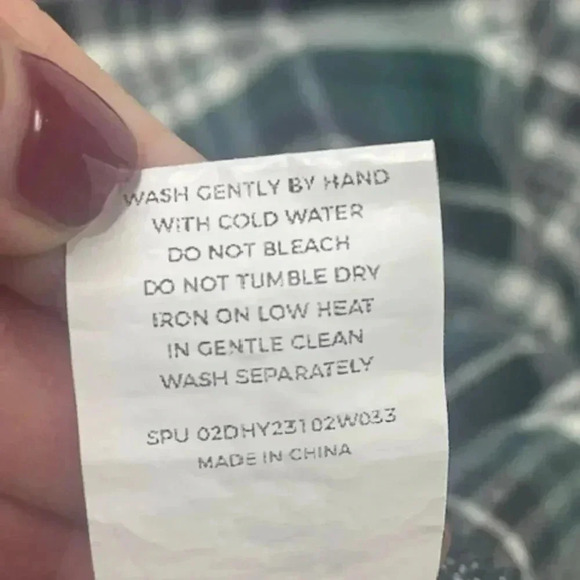 WASH GENTLY BY HAND
WITH COLD WATER
DO NOT BLEACH
DO NOT TUMBLE DRY
IRON ON LOW HEAT
IN GENTLE CLEAN
WASH SEPARATELY
SPU 02DHY23102W033
MADE IN CHINA